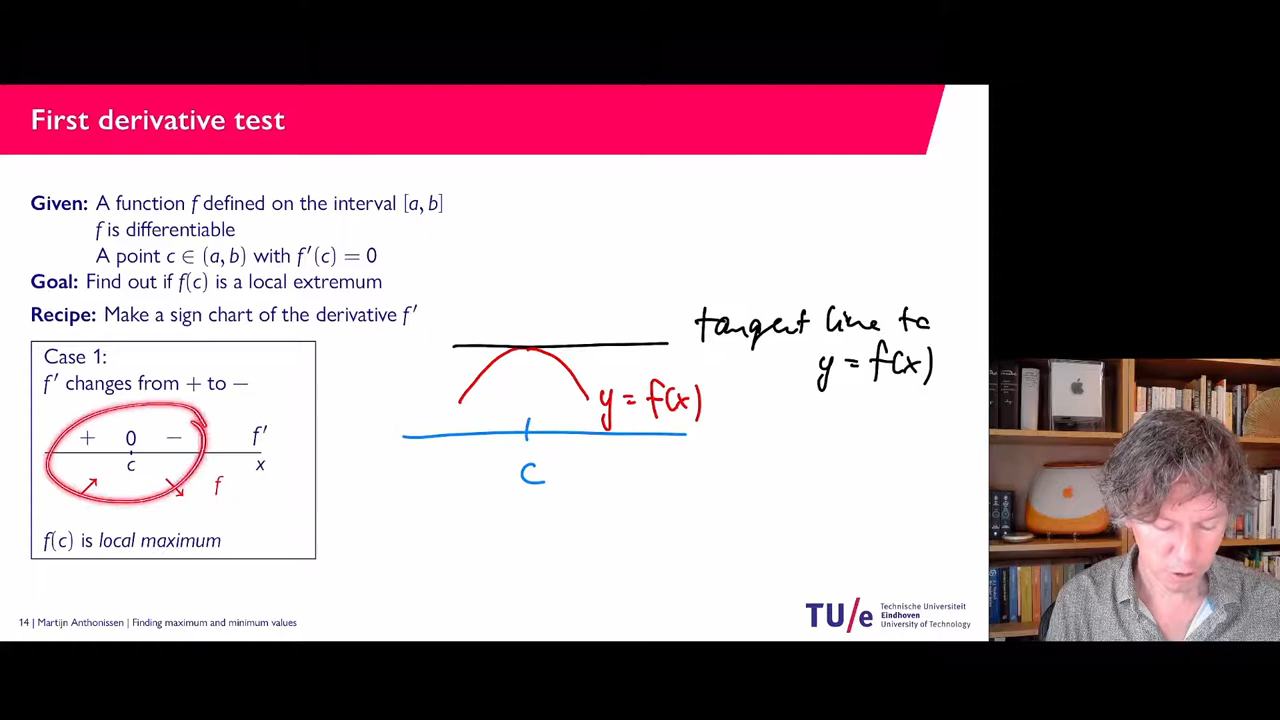 First derivative test
Given: A function f defined on the interval [a, b]
f is differentiable
A point c ∈ (a, b) with f′(c) = 0
Goal: Find out if f(c) is a local extremum
Recipe: Make a sign chart of the derivative f′
Case 1:
f′ changes from + to −
+ 0 − f′
c x
f
f(c) is local maximum
tangent line to
y = f(x)
y = f(x)
c
14 | Martijn Anthonissen | Finding maximum and minimum values
TU/e
Technische Universiteit
Eindhoven
University of Technology